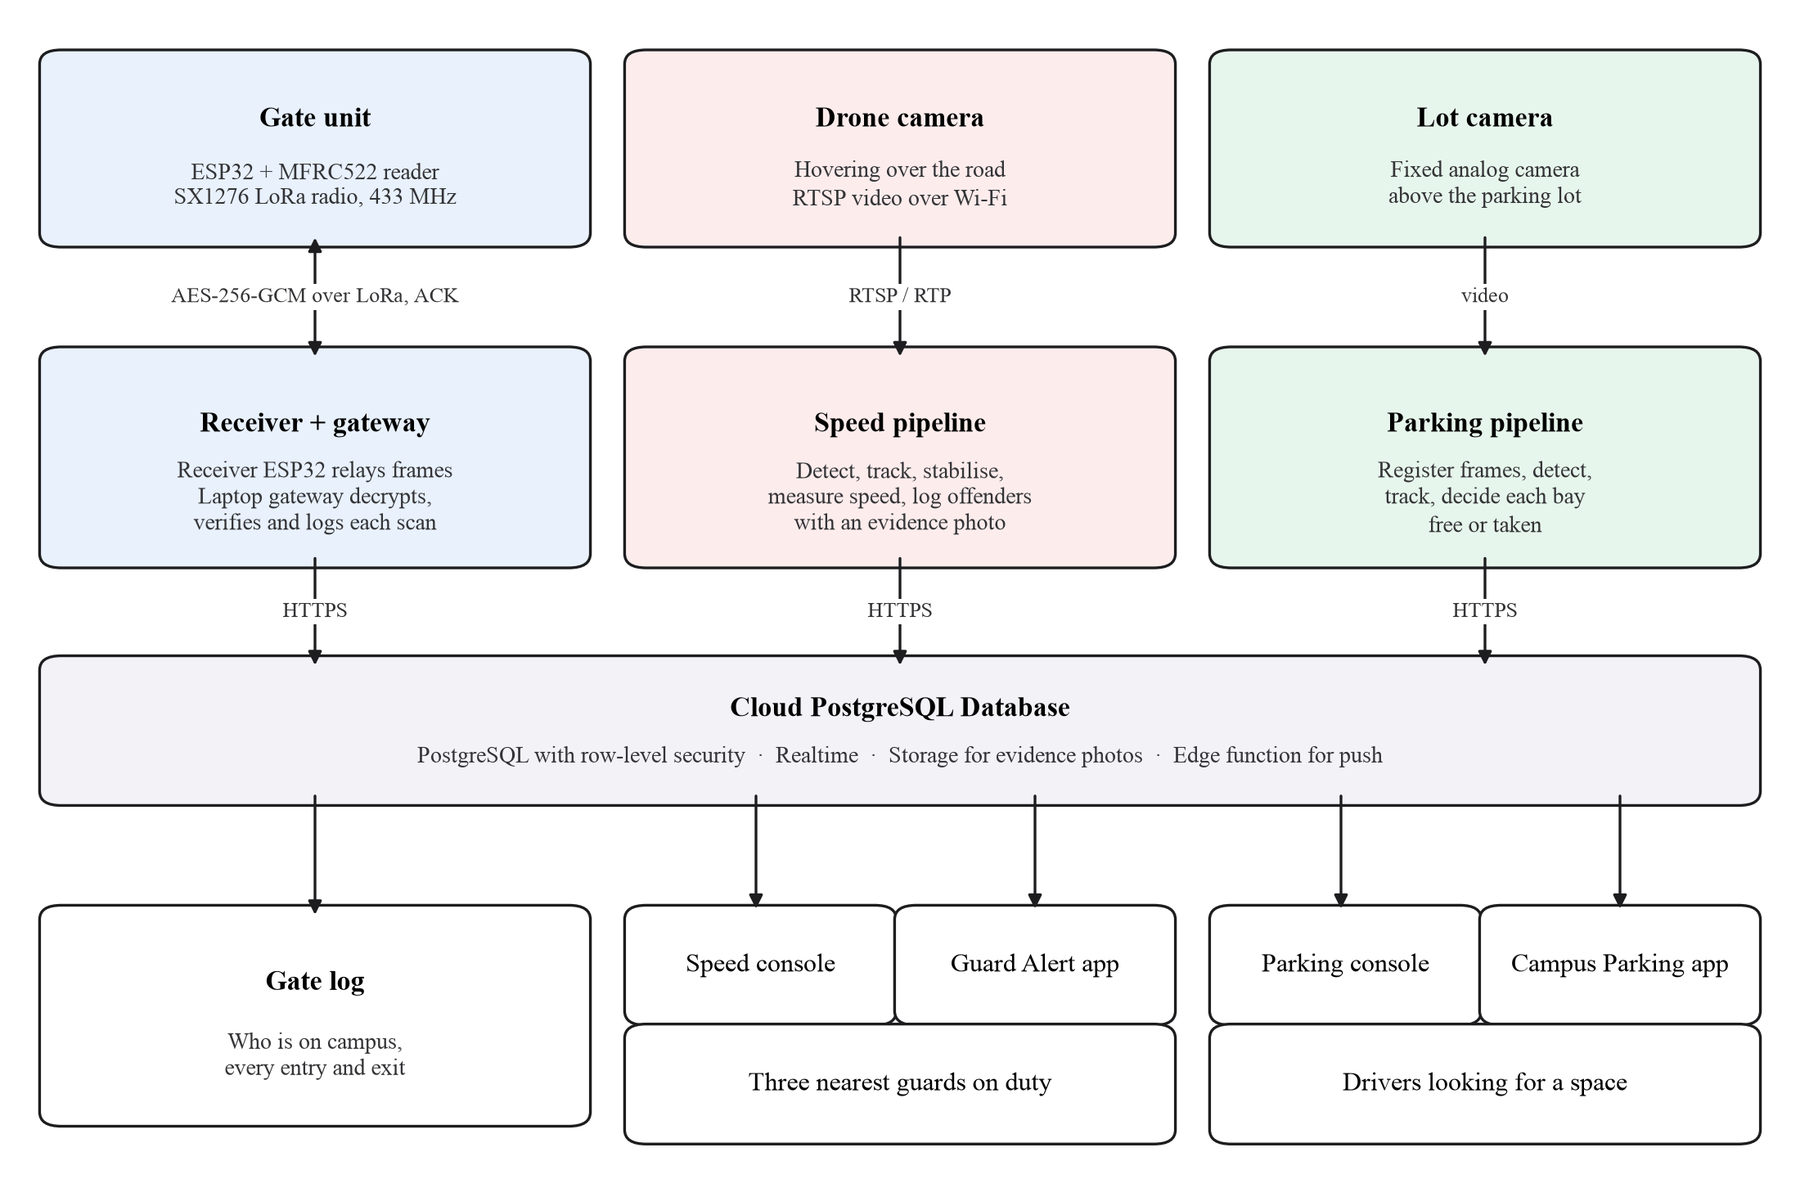 Gate unit
ESP32 + MFRC522 reader
SX1276 LoRa radio, 433 MHz
Drone camera
Hovering over the road
RTSP video over Wi-Fi
Lot camera
Fixed analog camera
above the parking lot
AES-256-GCM over LoRa, ACK
RTSP / RTP
video
Receiver + gateway
Receiver ESP32 relays frames
Laptop gateway decrypts,
verifies and logs each scan
Speed pipeline
Detect, track, stabilise,
measure speed, log offenders
with an evidence photo
Parking pipeline
Register frames, detect,
track, decide each bay
free or taken
HTTPS
HTTPS
HTTPS
Cloud PostgreSQL Database
PostgreSQL with row-level security · Realtime · Storage for evidence photos · Edge function for push
Gate log
Who is on campus,
every entry and exit
Speed console
Guard Alert app
Three nearest guards on duty
Parking console
Campus Parking app
Drivers looking for a space